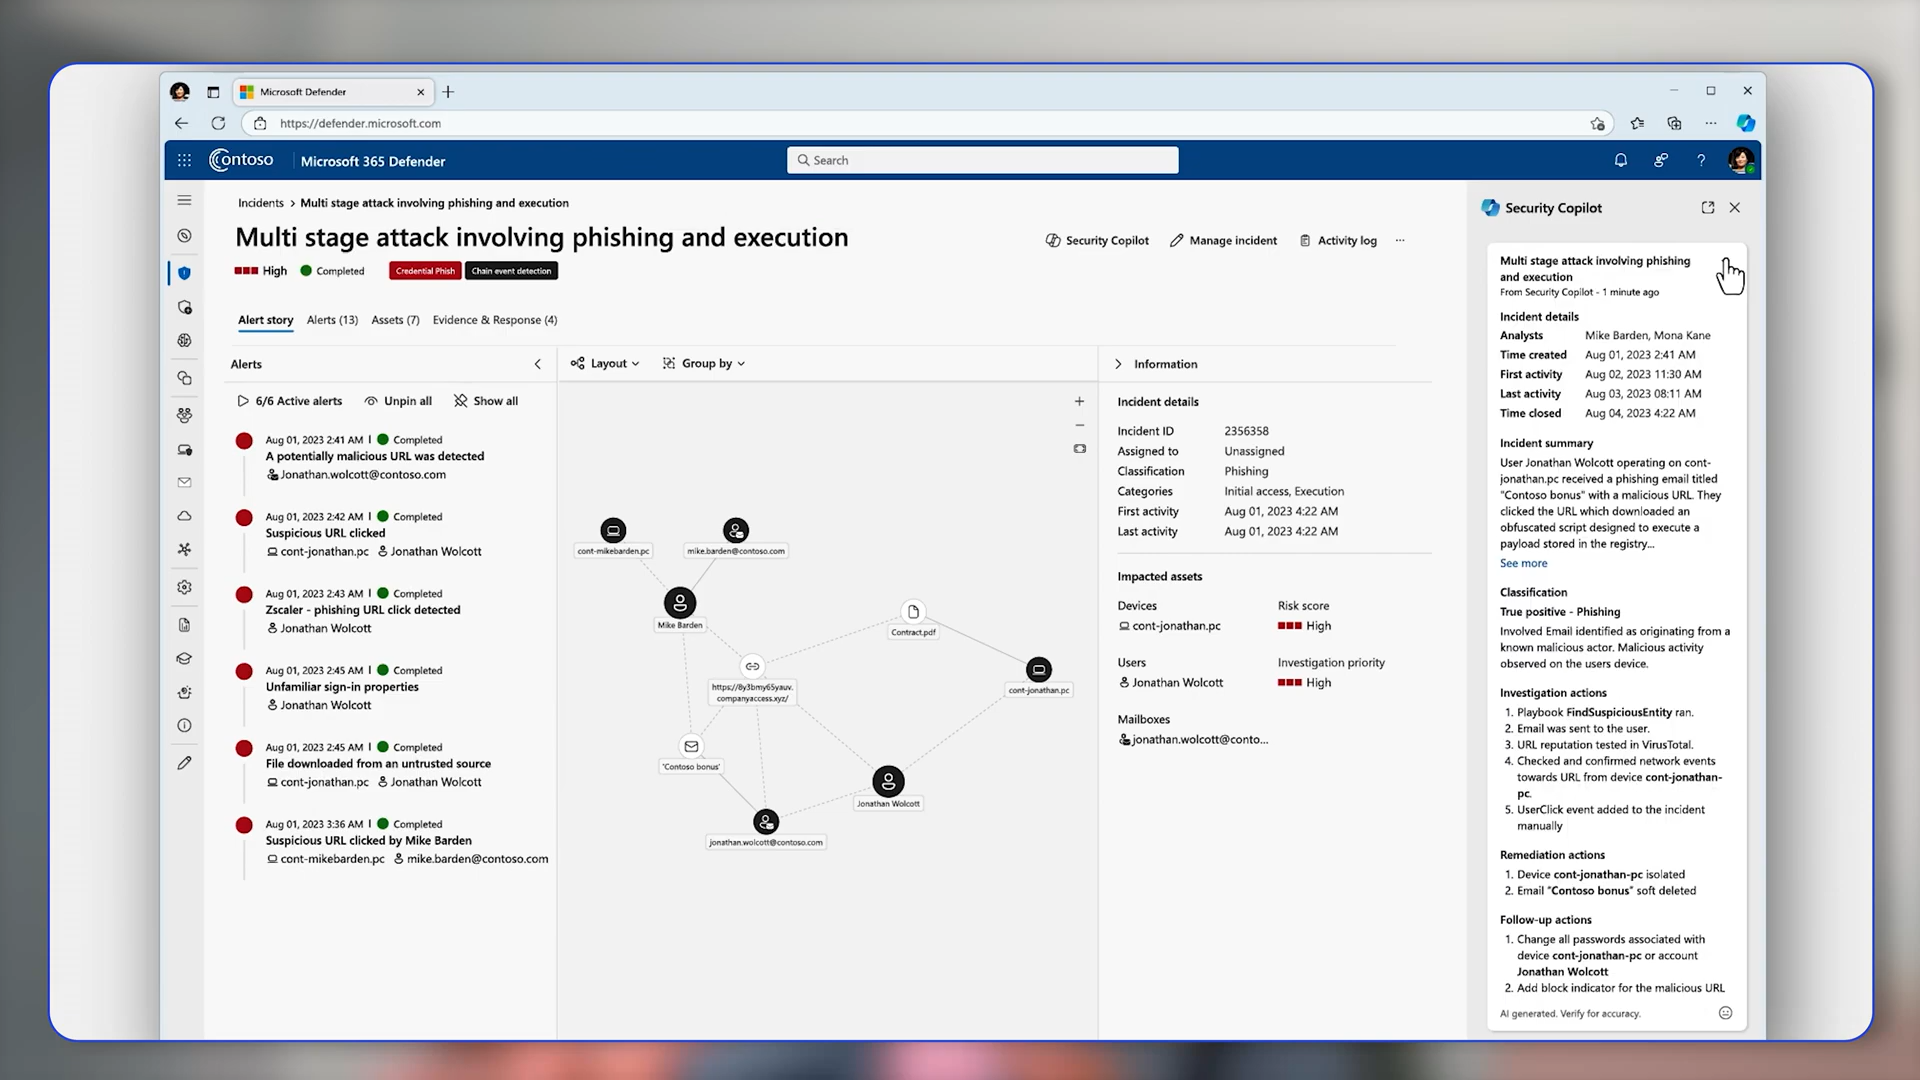 Microsoft Defender
https://defender.microsoft.com
Contoso
Microsoft 365 Defender
Search
Incidents > Multi stage attack involving phishing and execution
Multi stage attack involving phishing and execution
High
Completed
Credential Phish
Chain event detection
Security Copilot
Manage incident
Activity log
Alert story
Alerts (13)
Assets (7)
Evidence & Response (4)
Alerts
6/6 Active alerts
Unpin all
Show all
Aug 01, 2023 2:41 AM | Completed
A potentially malicious URL was detected
Jonathan.wolcott@contoso.com
Aug 01, 2023 2:42 AM | Completed
Suspicious URL clicked
cont-jonathan.pc Jonathan Wolcott
Aug 01, 2023 2:43 AM | Completed
Zscaler - phishing URL click detected
Jonathan Wolcott
Aug 01, 2023 2:45 AM | Completed
Unfamiliar sign-in properties
Jonathan Wolcott
Aug 01, 2023 2:45 AM | Completed
File downloaded from an untrusted source
cont-jonathan.pc Jonathan Wolcott
Aug 01, 2023 3:36 AM | Completed
Suspicious URL clicked by Mike Barden
cont-mikebarden.pc mike.barden@contoso.com
Layout
Group by
cont-mikebarden.pc
mike.barden@contoso.com
Mike Barden
Contract.pdf
https://8y3bmy65yauv.
companyaccess.xyz/
cont-jonathan.pc
'Contoso bonus'
Jonathan Wolcott
jonathan.wolcott@contoso.com
Information
Incident details
Incident ID 2356358
Assigned to Unassigned
Classification Phishing
Categories Initial access, Execution
First activity Aug 01, 2023 4:22 AM
Last activity Aug 01, 2023 4:22 AM
Impacted assets
Devices Risk score
cont-jonathan.pc High
Users Investigation priority
Jonathan Wolcott High
Mailboxes
jonathan.wolcott@conto...
Security Copilot
Multi stage attack involving phishing
and execution
From Security Copilot - 1 minute ago
Incident details
Analysts Mike Barden, Mona Kane
Time created Aug 01, 2023 2:41 AM
First activity Aug 02, 2023 11:30 AM
Last activity Aug 03, 2023 08:11 AM
Time closed Aug 04, 2023 4:22 AM
Incident summary
User Jonathan Wolcott operating on cont-
jonathan.pc received a phishing email titled
"Contoso bonus" with a malicious URL. They
clicked the URL which downloaded an
obfuscated script designed to execute a
payload stored in the registry...
See more
Classification
True positive - Phishing
Involved Email identified as originating from a
known malicious actor. Malicious activity
observed on the users device.
Investigation actions
1. Playbook FindSuspiciousEntity ran.
2. Email was sent to the user.
3. URL reputation tested in VirusTotal.
4. Checked and confirmed network events
towards URL from device cont-jonathan-
pc.
5. UserClick event added to the incident
manually
Remediation actions
1. Device cont-jonathan-pc isolated
2. Email "Contoso bonus" soft deleted
Follow-up actions
1. Change all passwords associated with
device cont-jonathan-pc or account
Jonathan Wolcott
2. Add block indicator for the malicious URL
AI generated. Verify for accuracy.